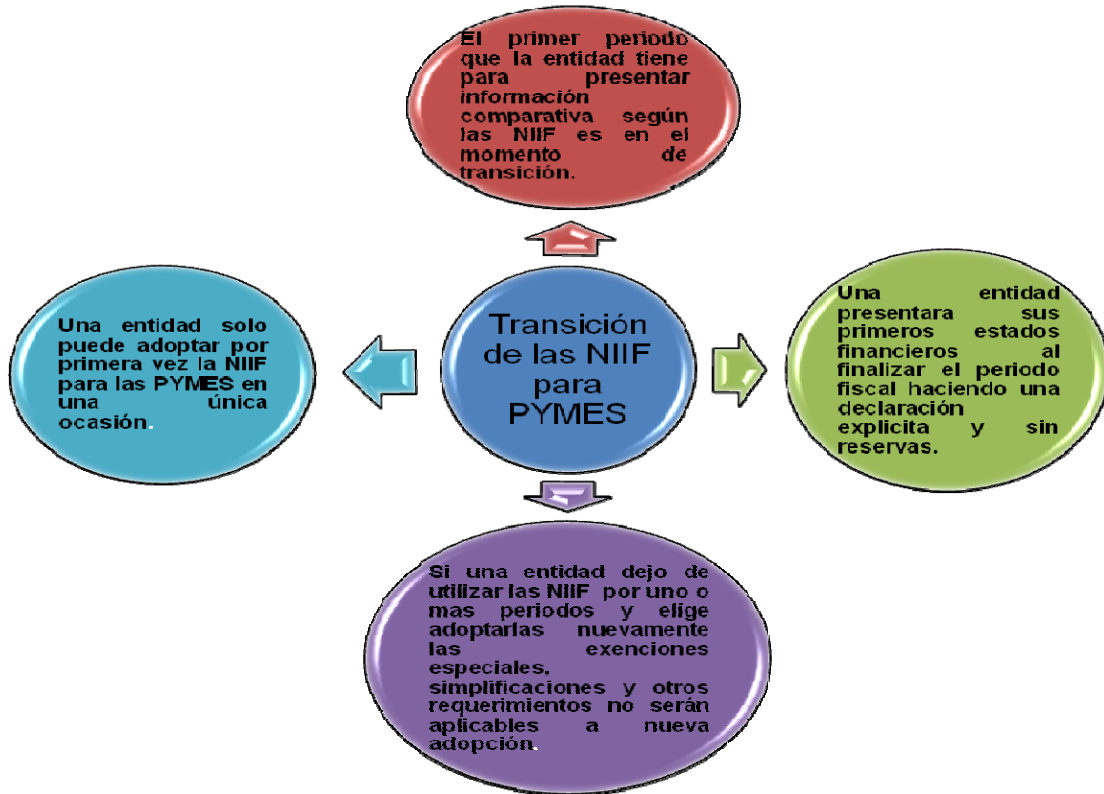 El primer periodo
que la entidad tiene
para presentar
información
comparativa según
las NIIF es en el
momento de
transición.
Una entidad solo
puede adoptar por
primera vez la NIIF
para las PYMES en
una única
ocasión.
Transición
de las NIIF
para
PYMES
Una entidad
presentara sus
primeros estados
financieros al
finalizar el periodo
fiscal haciendo una
declaración
explicita y sin
reservas.
Si una entidad dejo de
utilizar las NIIF por uno o
mas periodos y elige
adoptarlas nuevamente
las exenciones
especiales,
simplificaciones y otros
requerimientos no serán
aplicables a nueva
adopción.